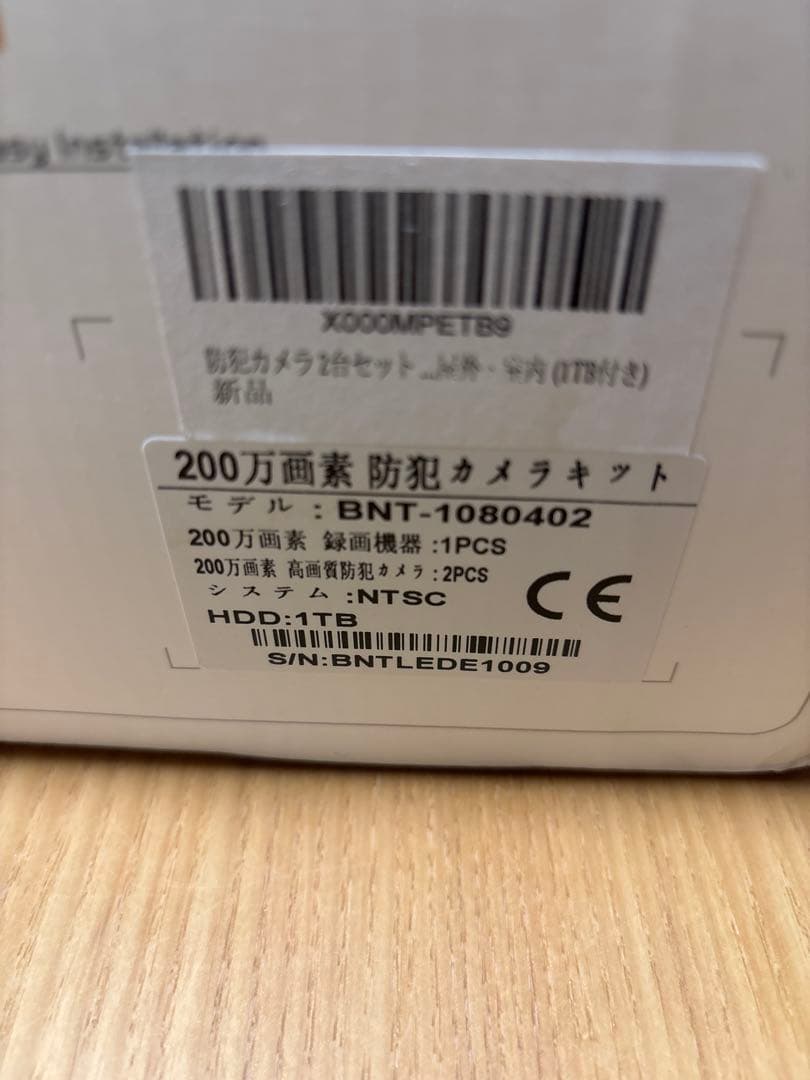 Easy Installation
X000MPETB9
防犯カメラ 2台セット ...屋外・室内 (1TB付き)
新品
200万画素 防犯カメラキット
モデル : BNT-1080402
200万画素 録画機器 :1PCS
200万画素 高画質防犯カメラ : 2PCS
システム :NTSC
CE
HDD:1TB
S/N:BNTLEDE1009